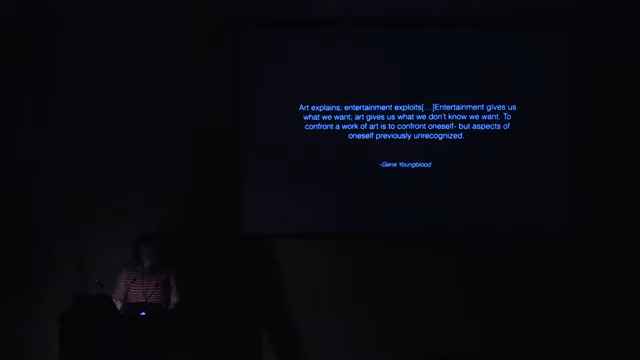 Art explains; entertainment exploits[…]Entertainment gives us
what we want; art gives us what we don't know we want. To
confront a work of art is to confront oneself- but aspects of
oneself previously unrecognized.
-Gene Youngblood